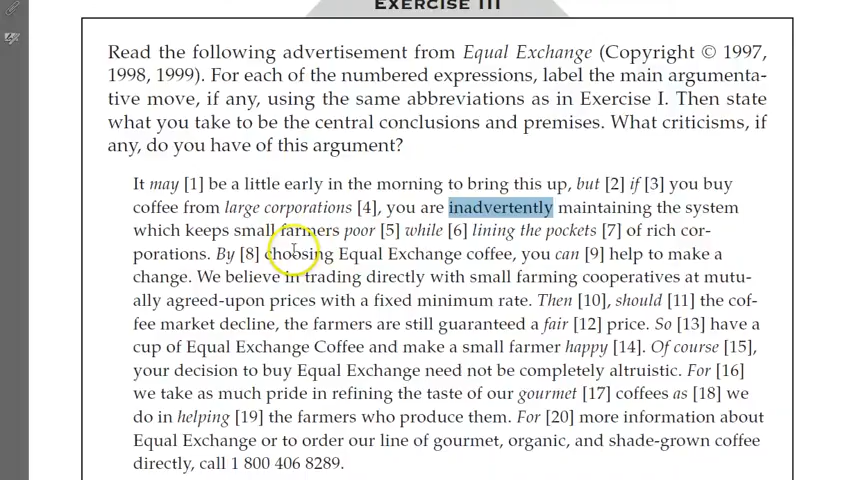 EXERCISE III
Read the following advertisement from Equal Exchange (Copyright © 1997,
1998, 1999). For each of the numbered expressions, label the main argumenta-
tive move, if any, using the same abbreviations as in Exercise I. Then state
what you take to be the central conclusions and premises. What criticisms, if
any, do you have of this argument?
It may [1] be a little early in the morning to bring this up, but [2] if [3] you buy
coffee from large corporations [4], you are inadvertently maintaining the system
which keeps small farmers poor [5] while [6] lining the pockets [7] of rich cor-
porations. By [8] choosing Equal Exchange coffee, you can [9] help to make a
change. We believe in trading directly with small farming cooperatives at mutu-
ally agreed-upon prices with a fixed minimum rate. Then [10], should [11] the cof-
fee market decline, the farmers are still guaranteed a fair [12] price. So [13] have a
cup of Equal Exchange Coffee and make a small farmer happy [14]. Of course [15],
your decision to buy Equal Exchange need not be completely altruistic. For [16]
we take as much pride in refining the taste of our gourmet [17] coffees as [18] we
do in helping [19] the farmers who produce them. For [20] more information about
Equal Exchange or to order our line of gourmet, organic, and shade-grown coffee
directly, call 1 800 406 8289.